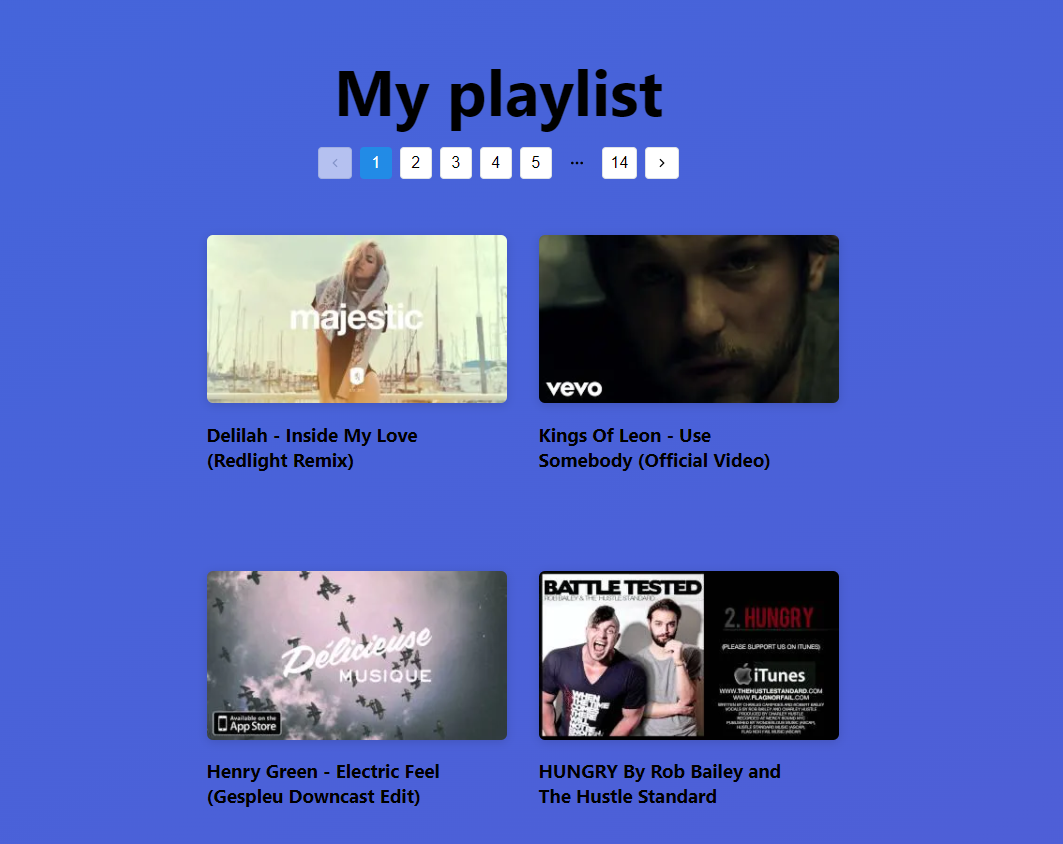 My playlist
1 2 3 4 5 ••• 14
majestic
vevo
Delilah - Inside My Love
(Redlight Remix)
Kings Of Leon - Use
Somebody (Official Video)
Délicieuse
MUSIQUE
Available on the
App Store
BATTLE TESTED
ROB BAILEY & THE HUSTLE STANDARD
2. HUNGRY
(PLEASE SUPPORT US ON ITUNES)
iTunes
WWW.THEHUSTLESTANDARD.COM
WWW.FLAGNORFAIL.COM
Henry Green - Electric Feel
(Gespleu Downcast Edit)
HUNGRY By Rob Bailey and
The Hustle Standard